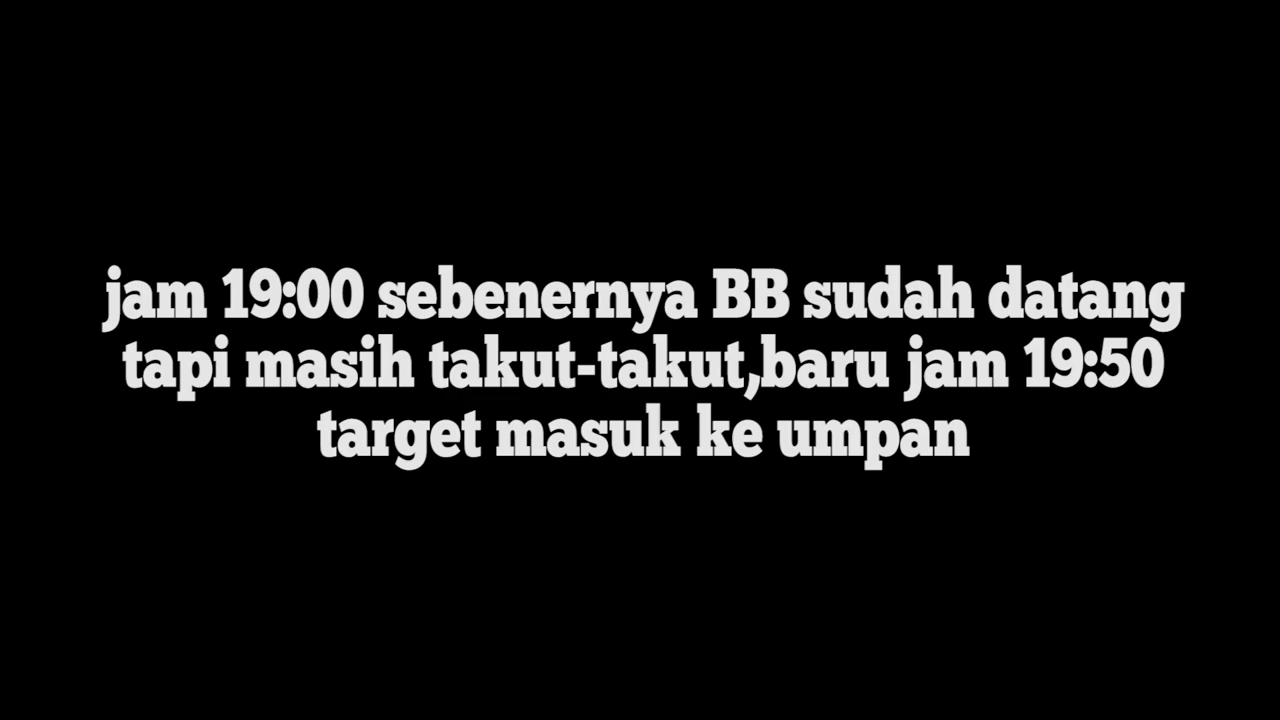 jam 19:00 sebenernya BB sudah datang
tapi masih takut-takut,baru jam 19:50
target masuk ke umpan